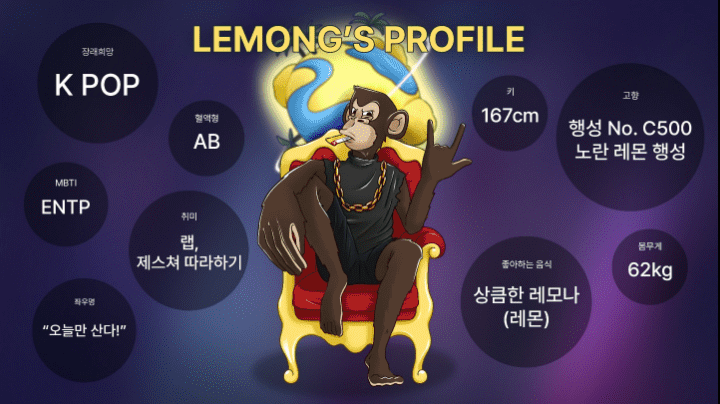 LEMONG'S PROFILE
장래희망
K POP
혈액형
AB
MBTI
ENTP
취미
랩,
제스쳐 따라하기
좌우명
“오늘만 산다!”
키
167cm
고향
행성 No. C500
노란 레몬 행성
몸무게
62kg
좋아하는 음식
상큼한 레모나
(레몬)